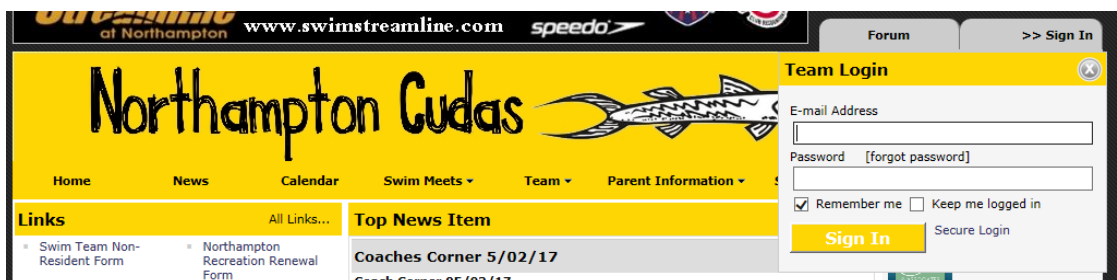 at Northampton
www.swimstreamline.com
speedo
Forum
>> Sign In
Northampton Cudas
Team Login
E-mail Address
Password [forgot password]
Remember me
Keep me logged in
Sign In
Secure Login
Home
News
Calendar
Swim Meets
Team
Parent Information
Links
All Links...
Swim Team Non-
Resident Form
Northampton
Recreation Renewal
Form
Top News Item
Coaches Corner 5/02/17